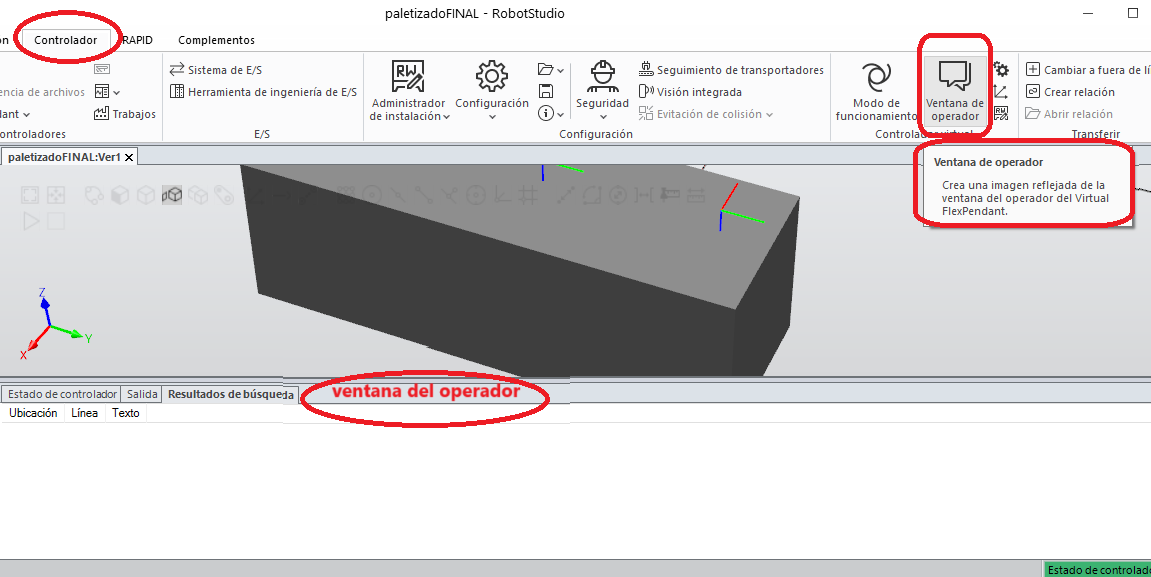 paletizadoFINAL - RobotStudio
ón Controlador RAPID Complementos
encia de archivos
lant
Trabajos
ontroladores
Sistema de E/S
Herramienta de ingeniería de E/S
E/S
Administrador
de instalación
Configuración
Seguridad
Seguimiento de transportadores
Visión integrada
Evitación de colisión
Configuración
Modo de
funcionamiento
Ventana de
operador
Controlador virtual
Cambiar a fuera de lí
Crear relación
Abrir relación
Transferir
paletizadoFINAL:Ver1
Ventana de operador
Crea una imagen reflejada de la
ventana del operador del Virtual
FlexPendant.
Z
Y
X
Estado de controlador Salida Resultados de búsqueda ventana del operador
Ubicación Línea Texto
Estado de controlado